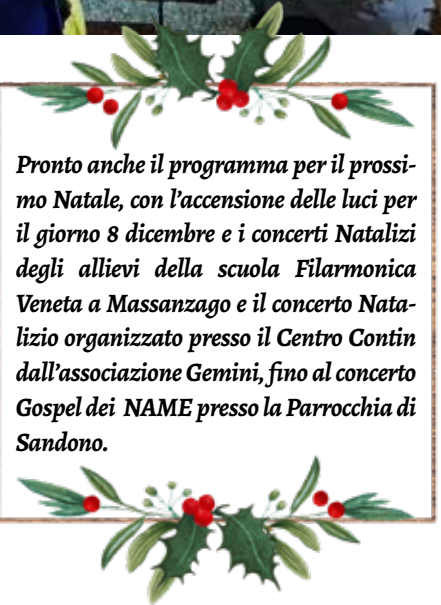 Pronto anche il programma per il prossi-
mo Natale, con l'accensione delle luci per
il giorno 8 dicembre e i concerti Natalizi
degli allievi della scuola Filarmonica
Veneta a Massanzago e il concerto Nata-
lizio organizzato presso il Centro Contin
dall'associazione Gemini, fino al concerto
Gospel dei NAME presso la Parrocchia di
Sandono.